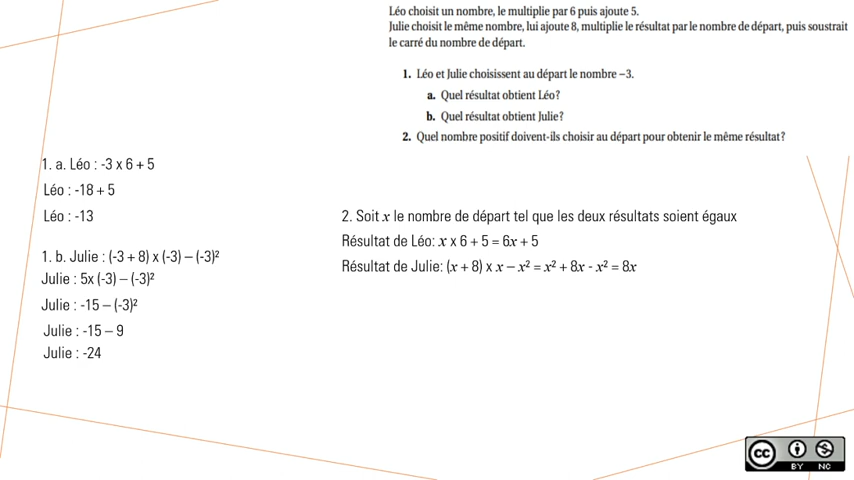 Léo choisit un nombre, le multiplie par 6 puis ajoute 5.
Julie choisit le même nombre, lui ajoute 8, multiplie le résultat par le nombre de départ, puis soustrait
le carré du nombre de départ.
1. Léo et Julie choisissent au départ le nombre –3.
a. Quel résultat obtient Léo?
b. Quel résultat obtient Julie?
2. Quel nombre positif doivent-ils choisir au départ pour obtenir le même résultat?
1. a. Léo : -3 x 6 + 5
Léo : -18 + 5
Léo : -13
1. b. Julie : (-3 + 8) x (-3) – (-3)²
Julie : 5x (-3) – (-3)²
Julie : -15 – (-3)²
Julie : -15 – 9
Julie : -24
2. Soit x le nombre de départ tel que les deux résultats soient égaux
Résultat de Léo: x x 6 + 5 = 6x + 5
Résultat de Julie: (x + 8) x x – x² = x² + 8x - x² = 8x
cc
BY NC